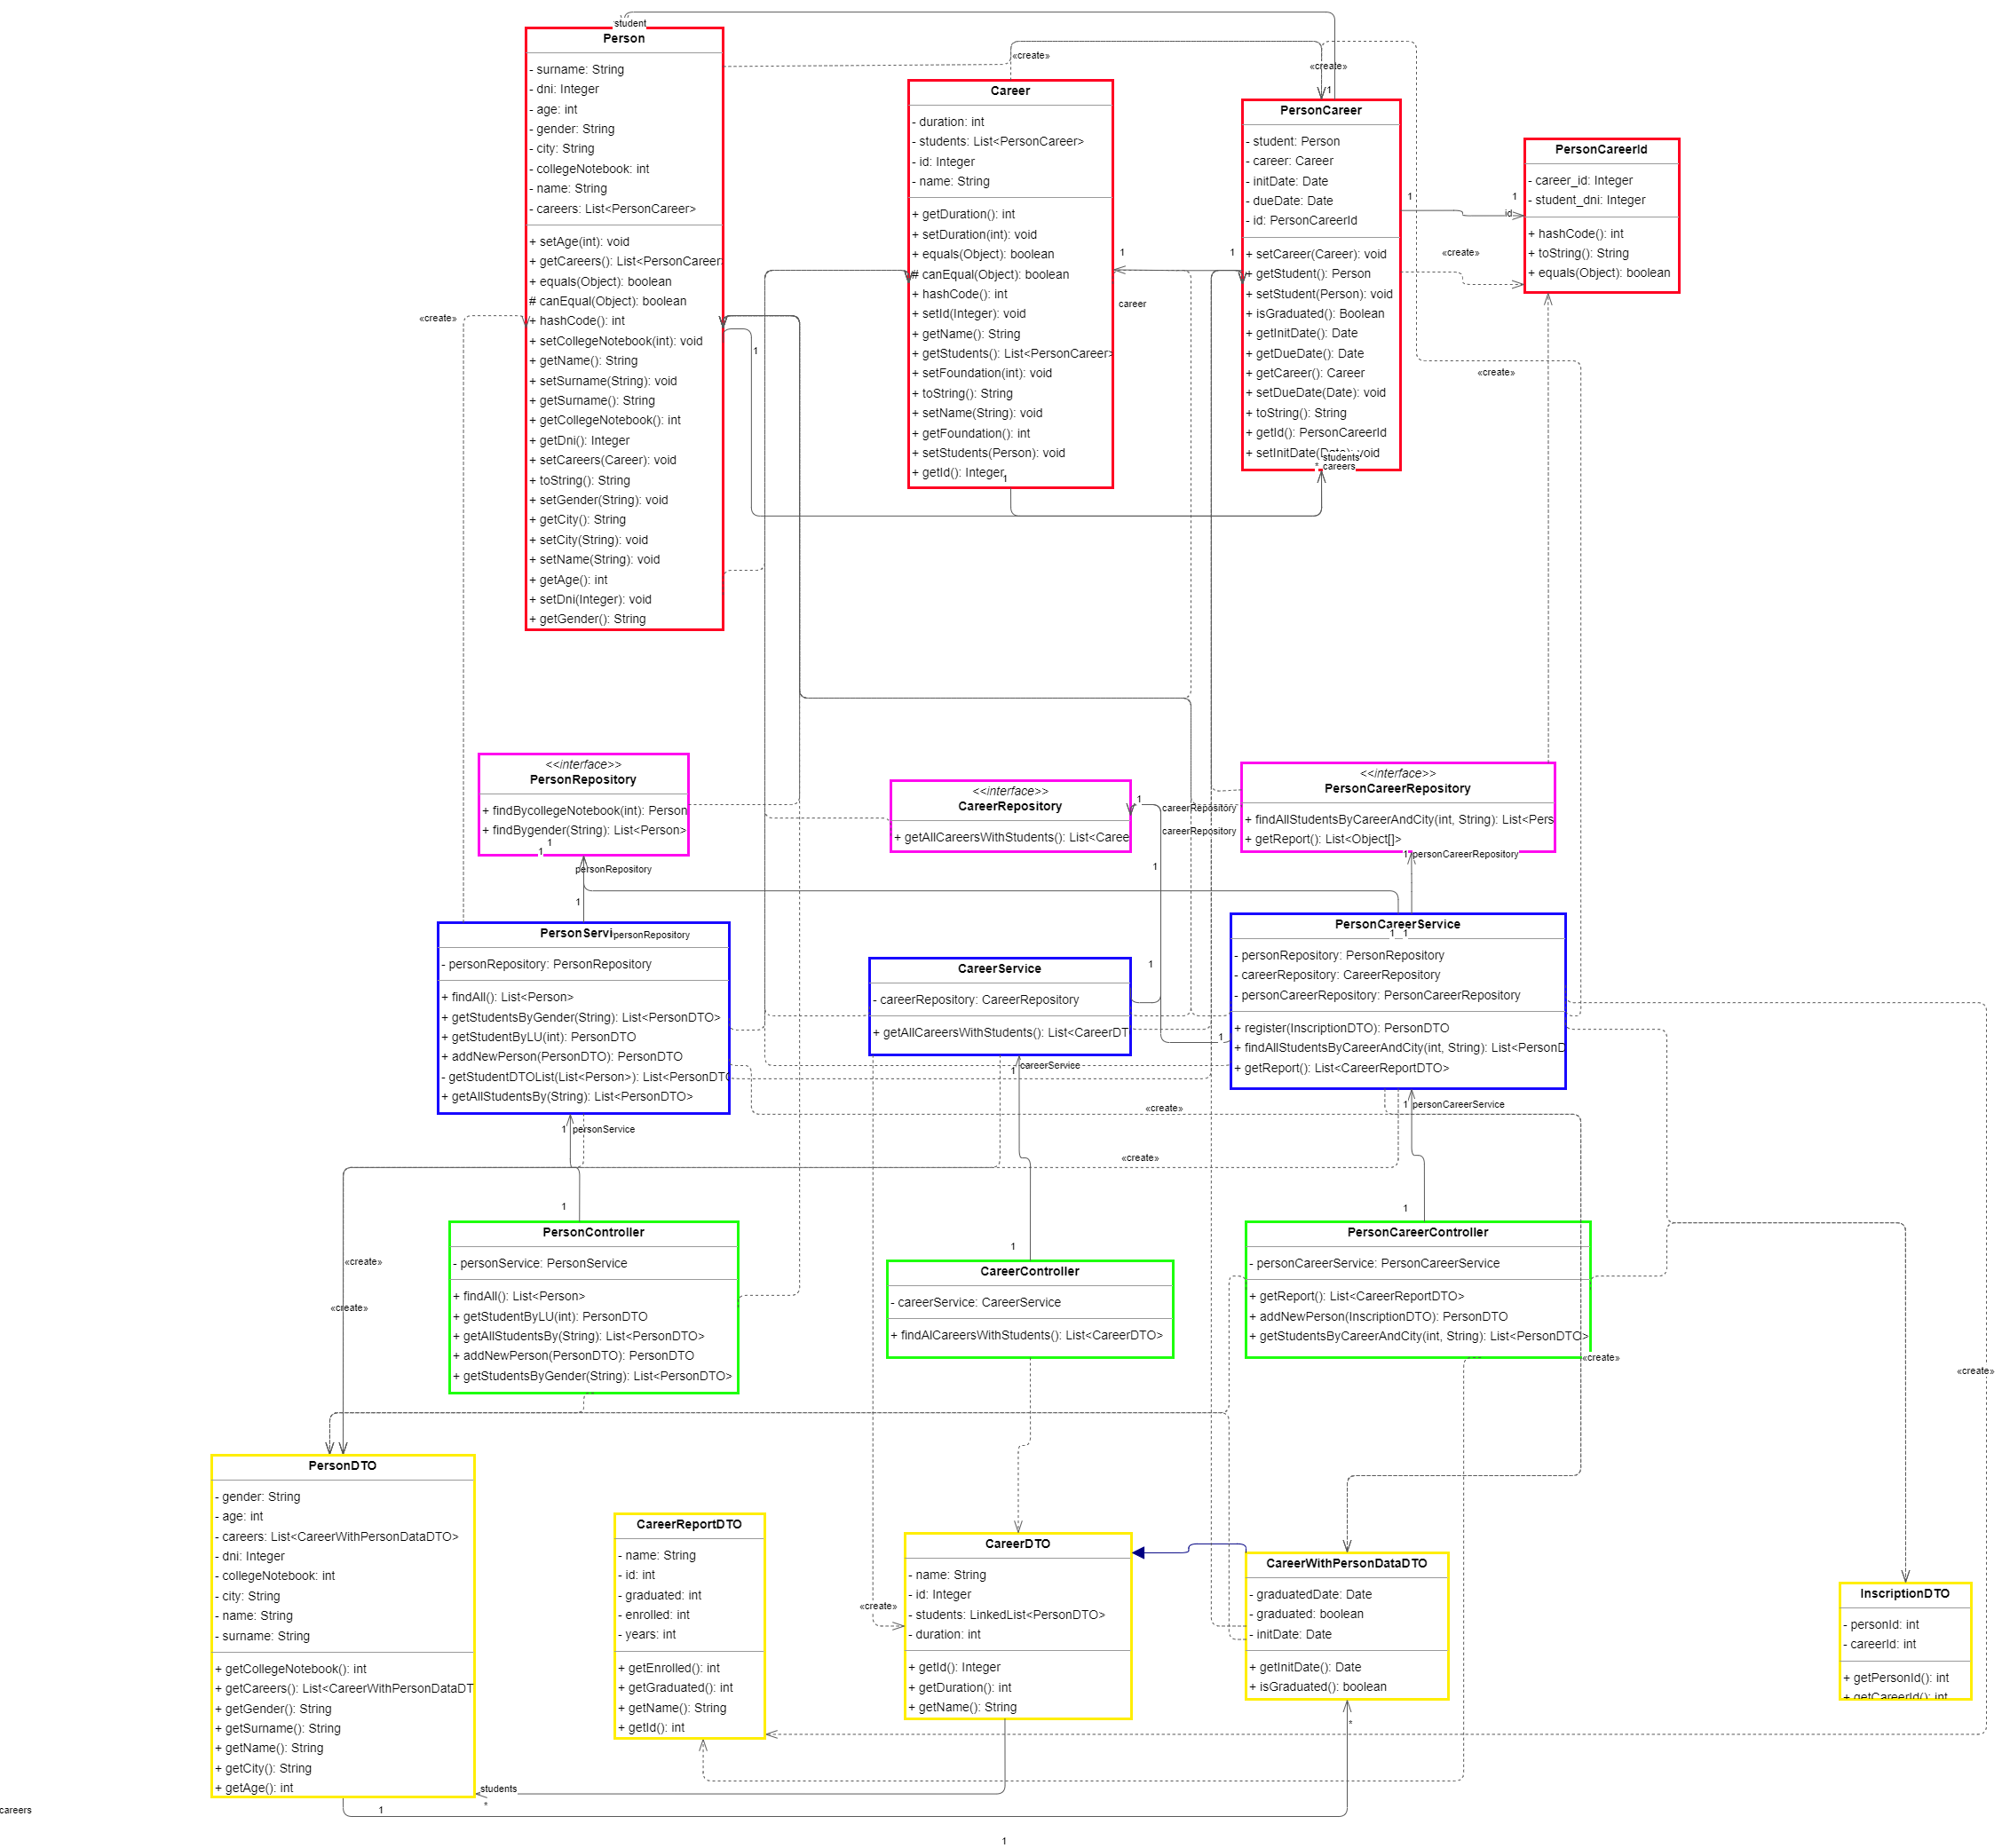 student
Person
- surname: String
- dni: Integer
- age: int
- gender: String
- city: String
- collegeNotebook: int
- name: String
- careers: List<PersonCareer>
+ setAge(int): void
+ getCareers(): List<PersonCareer>
+ equals(Object): boolean
# canEqual(Object): boolean
+ hashCode(): int
+ setCollegeNotebook(int): void
+ getName(): String
+ setSurname(String): void
+ getSurname(): String
+ getCollegeNotebook(): int
+ getDni(): Integer
+ setCareers(Career): void
+ toString(): String
+ setGender(String): void
+ getCity(): String
+ setCity(String): void
+ setName(String): void
+ getAge(): int
+ setDni(Integer): void
+ getGender(): String
«create»
1
«create»
Career
- duration: int
- students: List<PersonCareer>
- id: Integer
- name: String
+ getDuration(): int
+ setDuration(int): void
+ equals(Object): boolean
# canEqual(Object): boolean
+ hashCode(): int
+ setId(Integer): void
+ getName(): String
+ getStudents(): List<PersonCareer>
+ setFoundation(int): void
+ toString(): String
+ setName(String): void
+ getFoundation(): int
+ setStudents(Person): void
+ getId(): Integer
1
1
1
career
«create»
1
PersonCareer
- student: Person
- career: Career
- initDate: Date
- dueDate: Date
- id: PersonCareerId
+ setCareer(Career): void
+ getStudent(): Person
+ setStudent(Person): void
+ isGraduated(): Boolean
+ getInitDate(): Date
+ getDueDate(): Date
+ getCareer(): Career
+ setDueDate(Date): void
+ toString(): String
+ getId(): PersonCareerId
+ setInitDate(Date): void
students
* careers
«create»
1
1
id
«create»
«create»
PersonCareerId
- career_id: Integer
- student_dni: Integer
+ hashCode(): int
+ toString(): String
+ equals(Object): boolean
<<interface>>
PersonRepository
+ findBycollegeNotebook(int): Person
+ findBygender(String): List<Person>
1
1
personRepository
1
<<interface>>
CareerRepository
+ getAllCareersWithStudents(): List<Caree
1
careerRepository
careerRepository
1
1
1
<<interface>>
PersonCareerRepository
+ findAllStudentsByCareerAndCity(int, String): List<Pers
+ getReport(): List<Object[]>
1
personCareerRepository
PersonServi
personRepository
- personRepository: PersonRepository
+ findAll(): List<Person>
+ getStudentsByGender(String): List<PersonDTO>
+ getStudentByLU(int): PersonDTO
+ addNewPerson(PersonDTO): PersonDTO
- getStudentDTOList(List<Person>): List<PersonDTO
+ getAllStudentsBy(String): List<PersonDTO>
1
personService
1
CareerService
- careerRepository: CareerRepository
+ getAllCareersWithStudents(): List<CareerDT
1
careerService
1
PersonCareerService
1
1
- personRepository: PersonRepository
- careerRepository: CareerRepository
- personCareerRepository: PersonCareerRepository
+ register(InscriptionDTO): PersonDTO
+ findAllStudentsByCareerAndCity(int, String): List<PersonD
+ getReport(): List<CareerReportDTO>
1
personCareerService
1
«create»
«create»
PersonController
- personService: PersonService
+ findAll(): List<Person>
+ getStudentByLU(int): PersonDTO
+ getAllStudentsBy(String): List<PersonDTO>
+ addNewPerson(PersonDTO): PersonDTO
+ getStudentsByGender(String): List<PersonDTO>
«create»
«create»
CareerController
- careerService: CareerService
+ findAlCareersWithStudents(): List<CareerDTO>
PersonCareerController
- personCareerService: PersonCareerService
+ getReport(): List<CareerReportDTO>
+ addNewPerson(InscriptionDTO): PersonDTO
+ getStudentsByCareerAndCity(int, String): List<PersonDTO>
«create»
«create»
PersonDTO
- gender: String
- age: int
- careers: List<CareerWithPersonDataDTO>
- dni: Integer
- collegeNotebook: int
- city: String
- name: String
- surname: String
+ getCollegeNotebook(): int
+ getCareers(): List<CareerWithPersonDataDT
+ getGender(): String
+ getSurname(): String
+ getName(): String
+ getCity(): String
+ getAge(): int
CareerReportDTO
- name: String
- id: int
- graduated: int
- enrolled: int
- years: int
+ getEnrolled(): int
+ getGraduated(): int
+ getName(): String
+ getId(): int
«create»
CareerDTO
- name: String
- id: Integer
- students: LinkedList<PersonDTO>
- duration: int
+ getId(): Integer
+ getDuration(): int
+ getName(): String
CareerWithPersonDataDTO
- graduatedDate: Date
- graduated: boolean
- initDate: Date
+ getInitDate(): Date
+ isGraduated(): boolean
*
InscriptionDTO
- personId: int
- careerId: int
+ getPersonId(): int
+ getCareerId(): int
students
*
careers
1
1